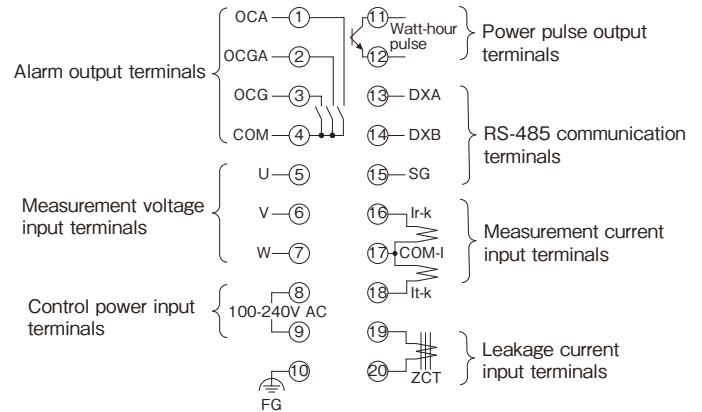 Alarm output terminals
OCA 1
OCGA 2
OCG 3
COM 4
Measurement voltage
input terminals
U 5
V 6
W 7
Control power input
terminals
8
100-240V AC
9
10
FG
11
Watt-hour
pulse
12
Power pulse output
terminals
13 DXA
14 DXB
15 SG
RS-485 communication
terminals
16 Ir-k
17 COM-I
18 It-k
Measurement current
input terminals
19
20
ZCT
Leakage current
input terminals